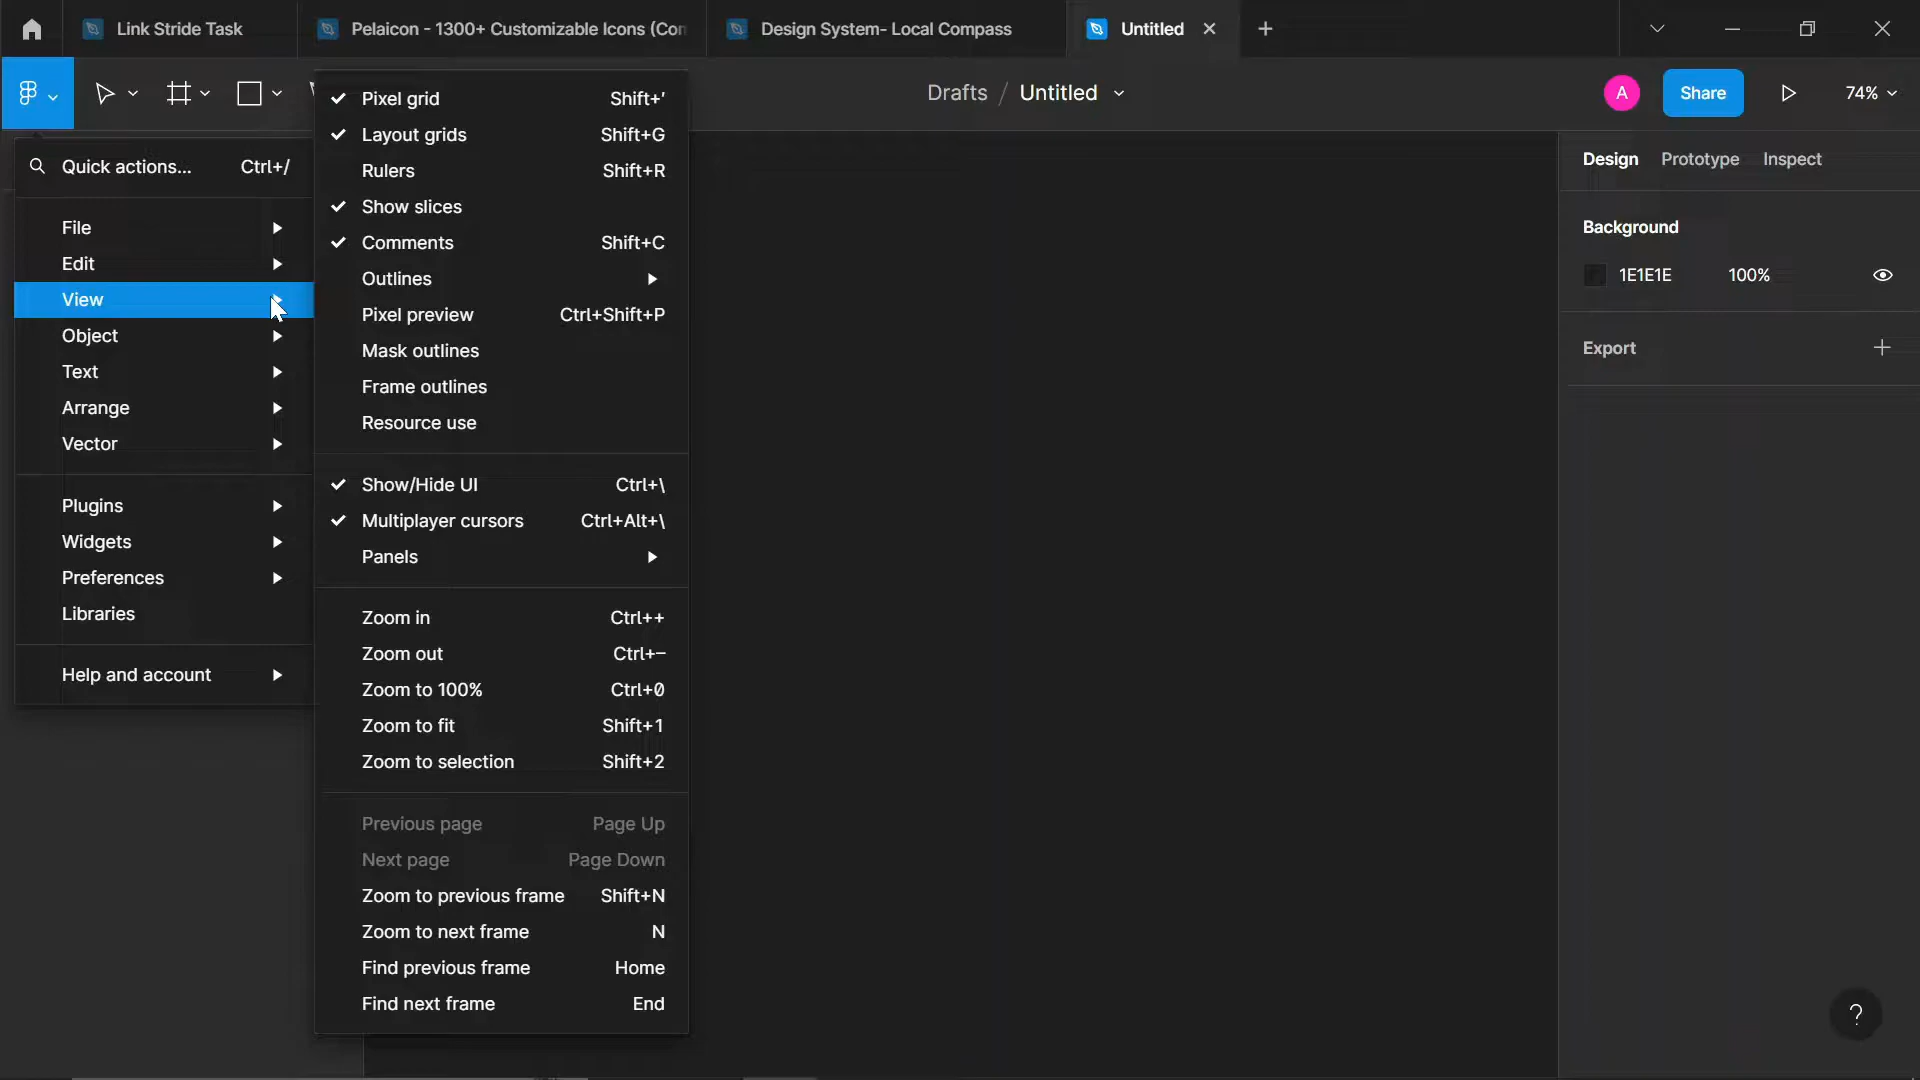 Link Stride Task
Pelaicon - 1300+ Customizable Icons (Con
Design System- Local Compass
Untitled
Drafts / Untitled
A
Share
74%
Quick actions... Ctrl+/
File
Edit
View
Object
Text
Arrange
Vector
Plugins
Widgets
Preferences
Libraries
Help and account
Pixel grid Shift+'
Layout grids Shift+G
Rulers Shift+R
Show slices
Comments Shift+C
Outlines
Pixel preview Ctrl+Shift+P
Mask outlines
Frame outlines
Resource use
Show/Hide UI Ctrl+\
Multiplayer cursors Ctrl+Alt+\
Panels
Zoom in Ctrl++
Zoom out Ctrl+−
Zoom to 100% Ctrl+0
Zoom to fit Shift+1
Zoom to selection Shift+2
Previous page Page Up
Next page Page Down
Zoom to previous frame Shift+N
Zoom to next frame N
Find previous frame Home
Find next frame End
Design Prototype Inspect
Background
1E1E1E 100%
Export
?